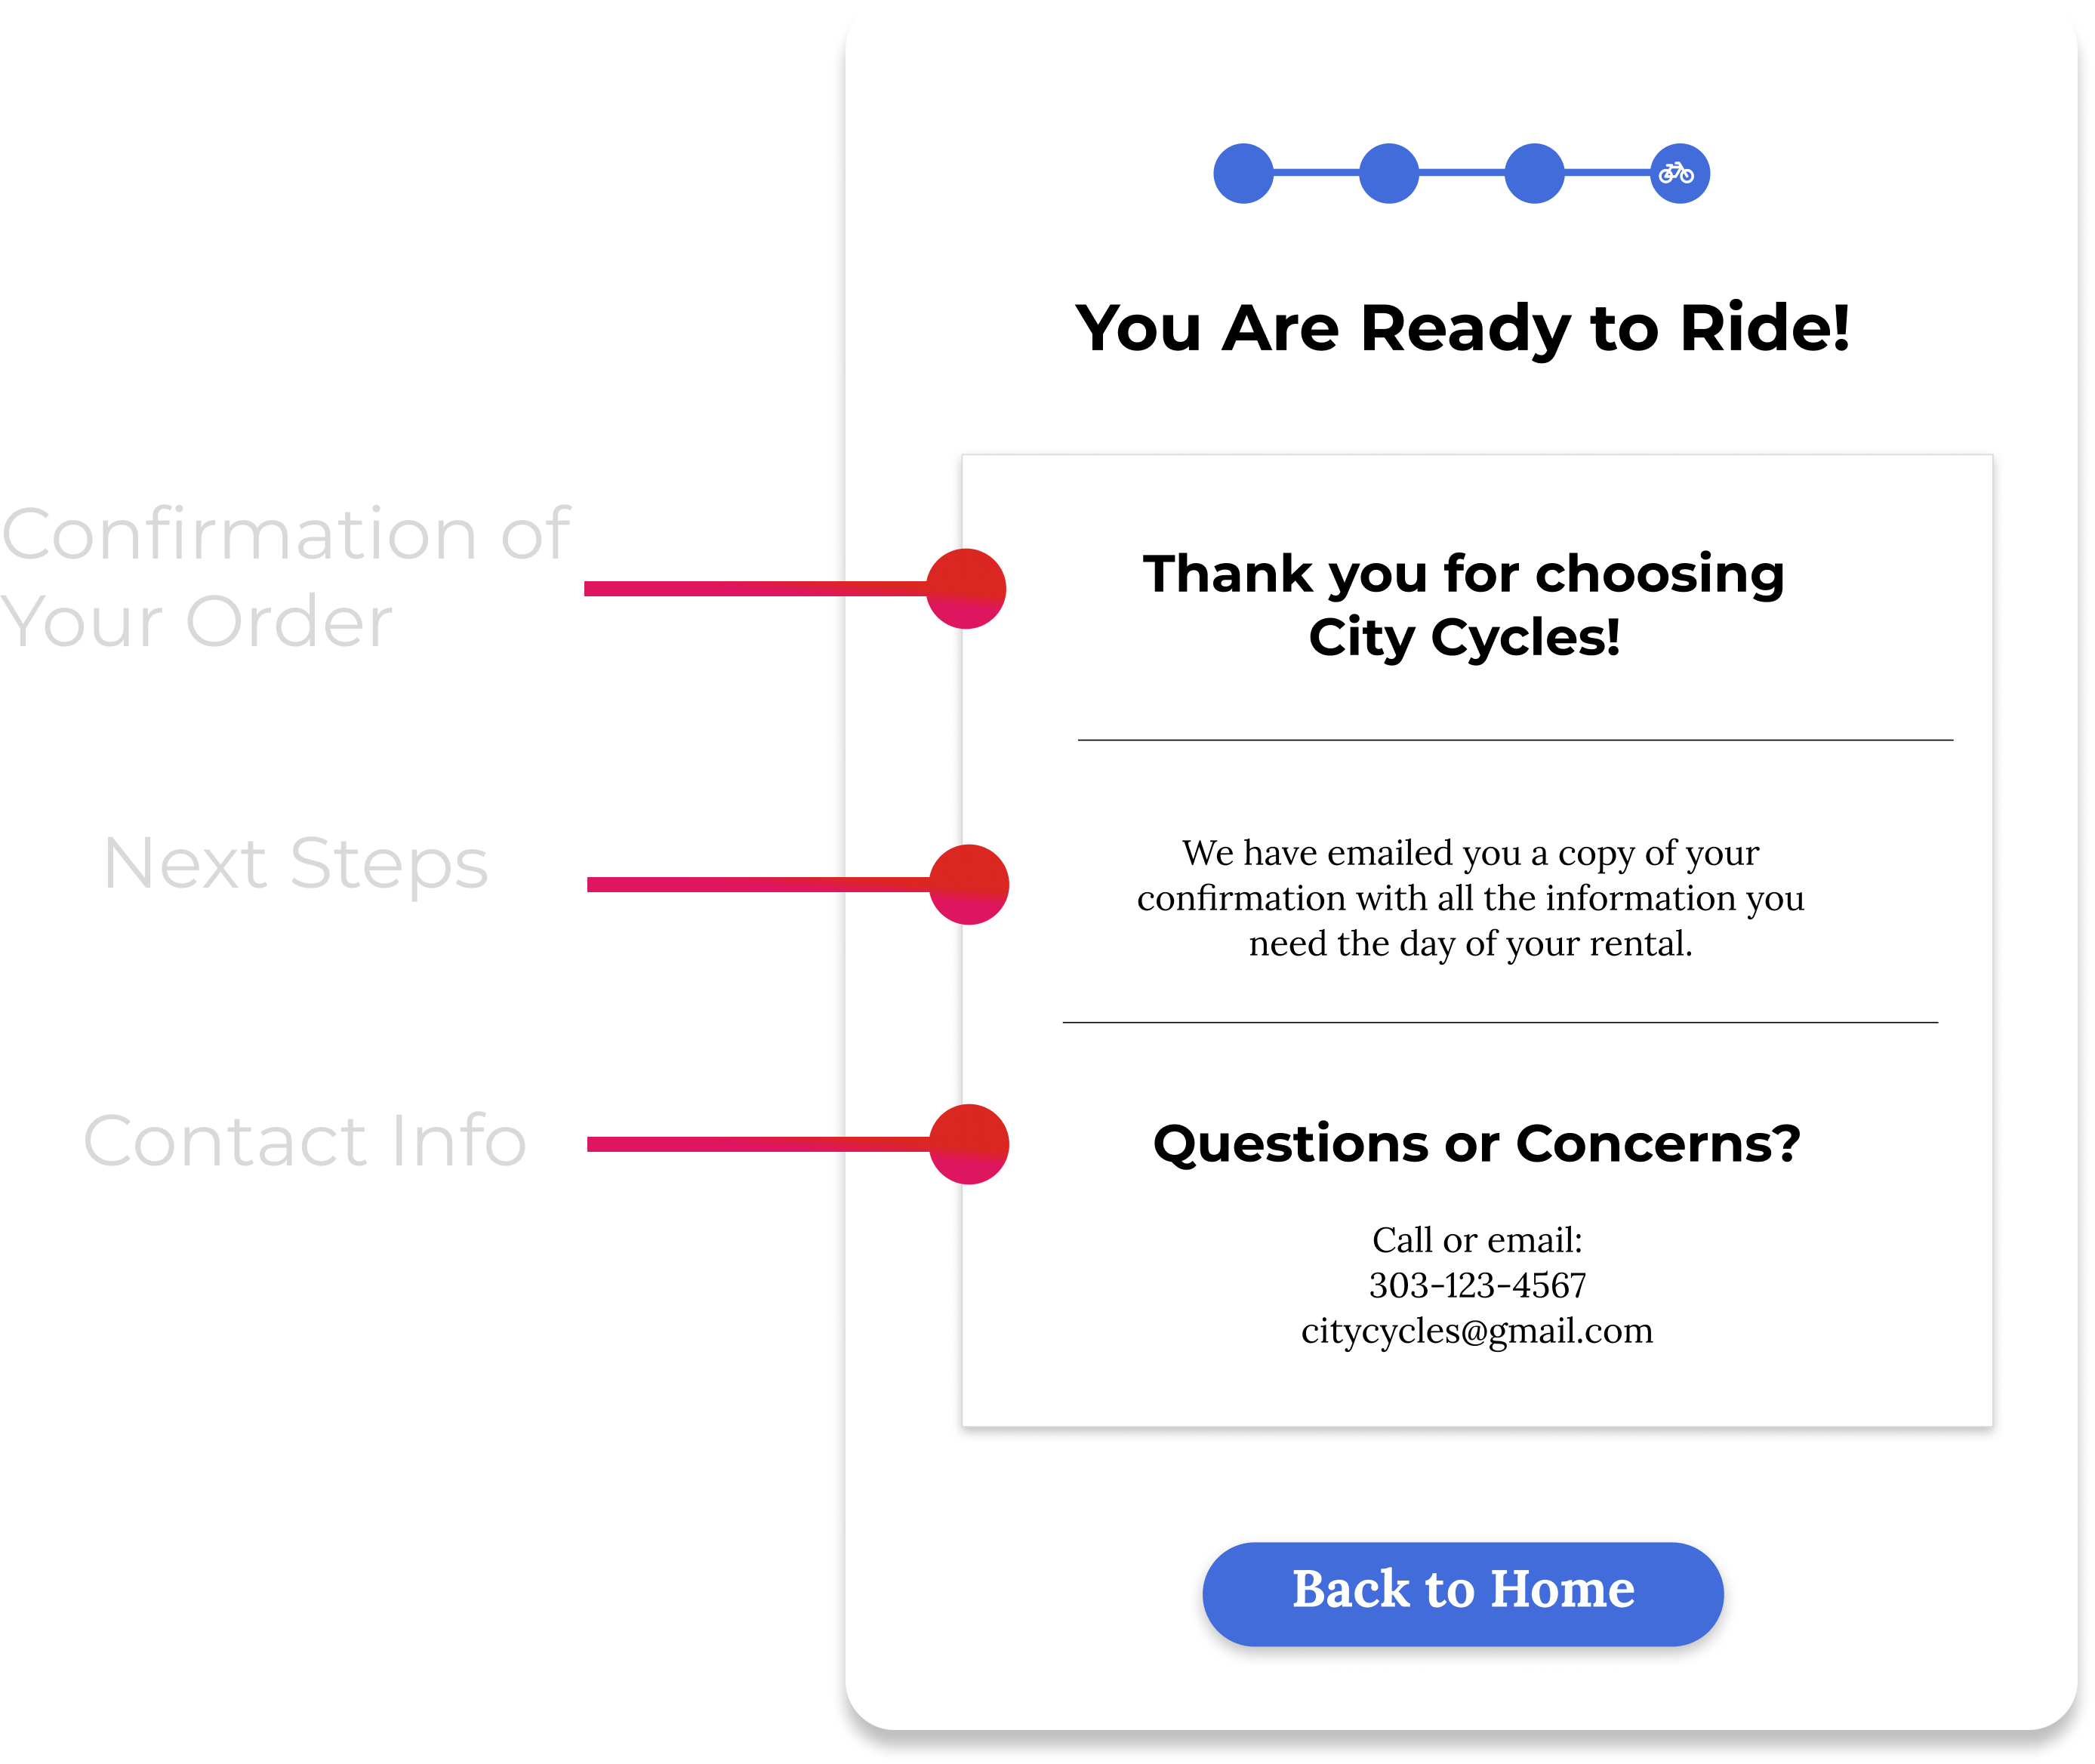 You Are Ready to Ride!
Confirmation of
Your Order
Thank you for choosing
City Cycles!
Next Steps
We have emailed you a copy of your
confirmation with all the information you
need the day of your rental.
Contact Info
Questions or Concerns?
Call or email:
303-123-4567
citycycles@gmail.com
Back to Home